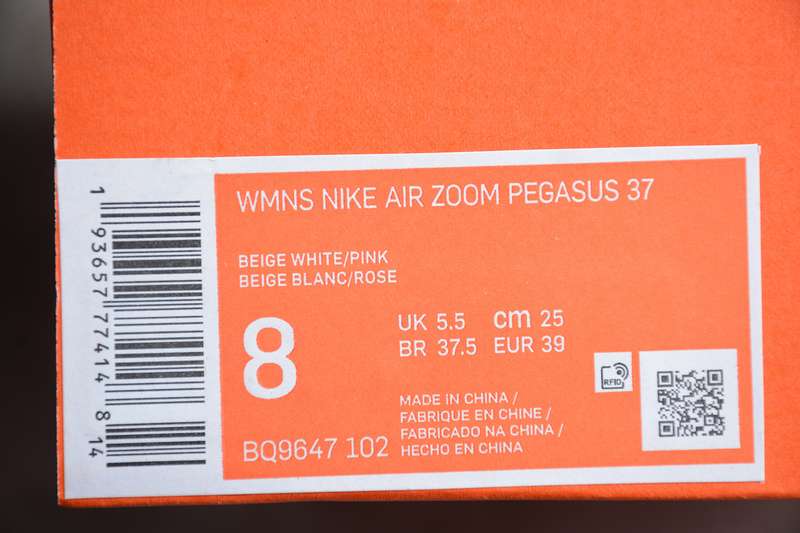 WMNS NIKE AIR ZOOM PEGASUS 37
BEIGE WHITE/PINK
BEIGE BLANC/ROSE
8
UK 5.5 cm 25
BR 37.5 EUR 39
RFID
MADE IN CHINA /
FABRIQUE EN CHINE /
FABRICADO NA CHINA /
HECHO EN CHINA
BQ9647 102
1 93657 77414 8 14